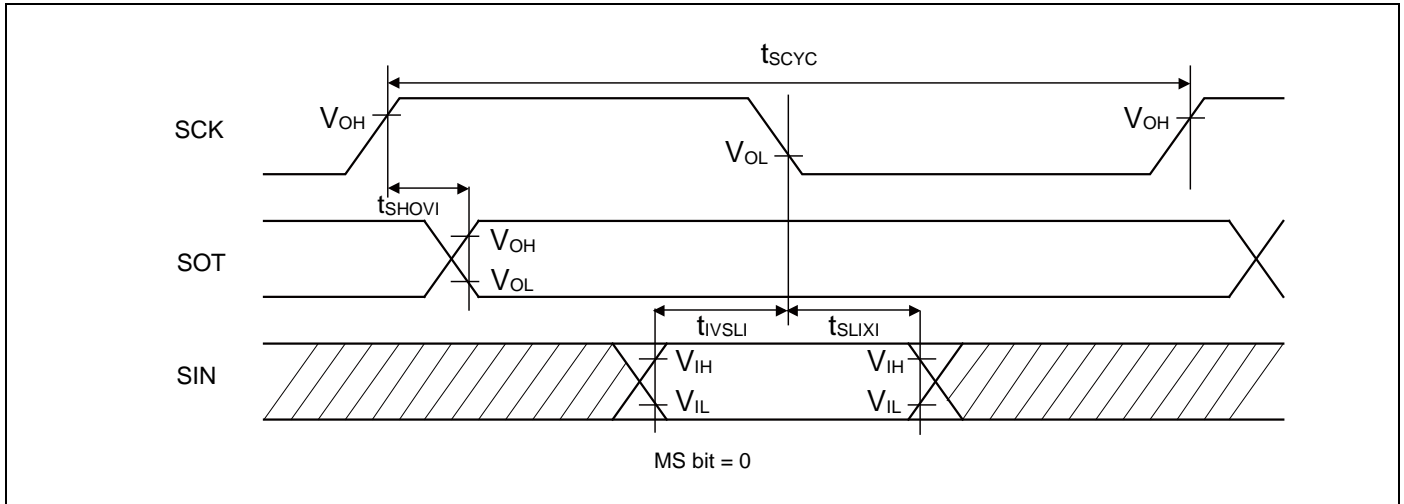 tSCYC
SCK
VOH
VOH
VOL
tSHOVI
SOT
VOH
VOL
tIVSLI
tSLIXI
SIN
VIH
VIH
VIL
VIL
MS bit = 0